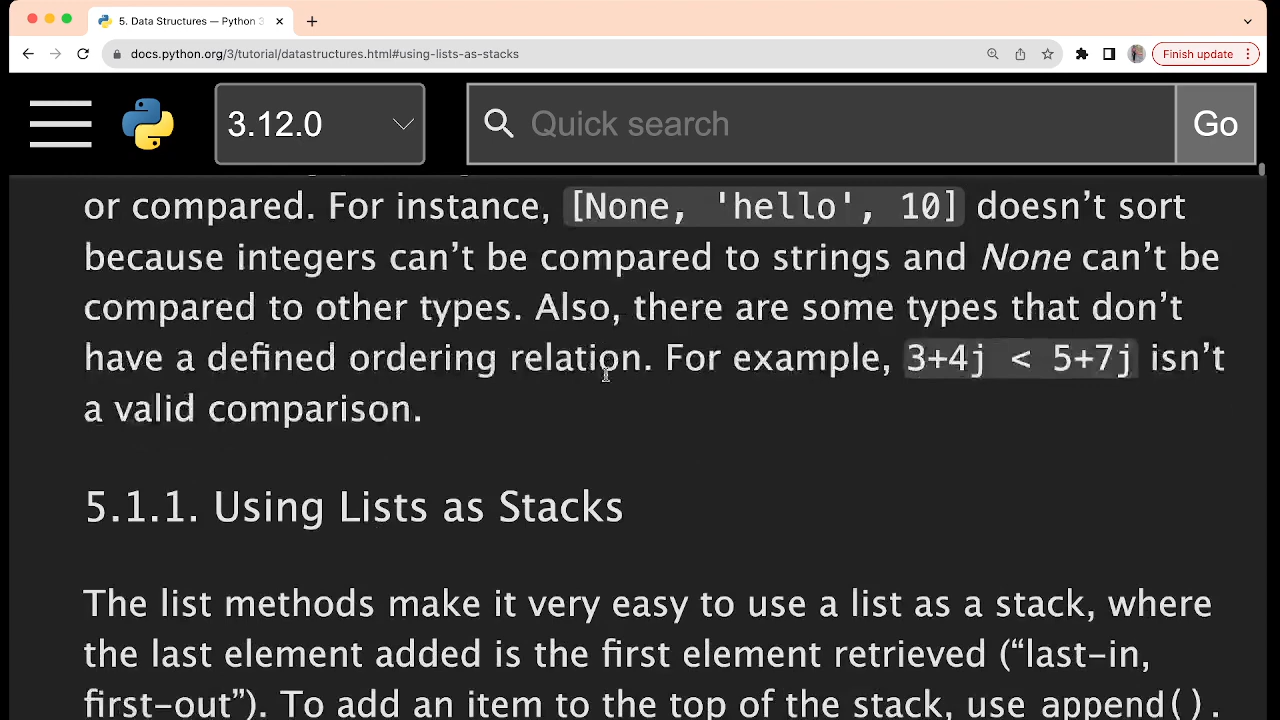 5. Data Structures — Python 3
docs.python.org/3/tutorial/datastructures.html#using-lists-as-stacks
Finish update
3.12.0
Quick search
Go
or compared. For instance, [None, 'hello', 10] doesn’t sort
because integers can’t be compared to strings and None can’t be
compared to other types. Also, there are some types that don’t
have a defined ordering relation. For example, 3+4j < 5+7j isn’t
a valid comparison.
5.1.1. Using Lists as Stacks
The list methods make it very easy to use a list as a stack, where
the last element added is the first element retrieved (“last-in,
first-out”). To add an item to the top of the stack, use append().